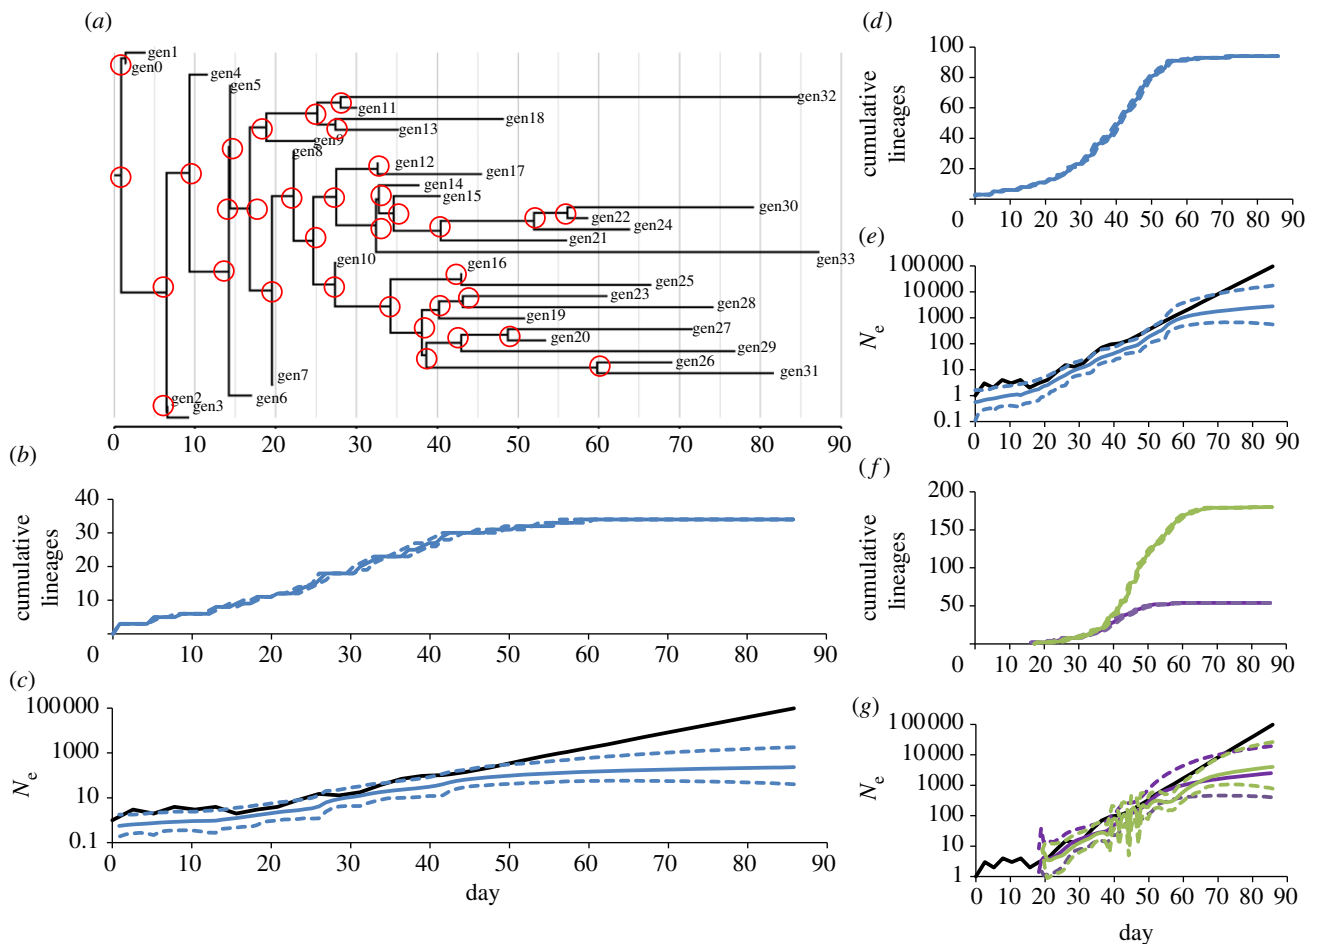 (a)
gen1
gen0
gen4
gen5
gen32
gen11
gen18
gen13
gen9
gen8
gen12
gen17
gen14
gen15
gen30
gen22
gen24
gen21
gen33
gen10
gen16
gen25
gen23
gen28
gen19
gen27
gen20
gen29
gen26
gen31
gen7
gen6
gen2
gen3
0 10 20 30 40 50 60 70 80 90
(b)
cumulative
lineages
40
30
20
10
0 10 20 30 40 50 60 70 80 90
(c)
Ne
100000
1000
10
0.1
0 10 20 30 40 50 60 70 80 90
day
(d)
cumulative
lineages
100
80
60
40
20
0 10 20 30 40 50 60 70 80 90
(e)
Ne
100000
10000
1000
100
10
1
0.1
0 10 20 30 40 50 60 70 80 90
(f)
cumulative
lineages
200
150
100
50
0 10 20 30 40 50 60 70 80 90
(g)
Ne
100000
10000
1000
100
10
1
0 10 20 30 40 50 60 70 80 90
day